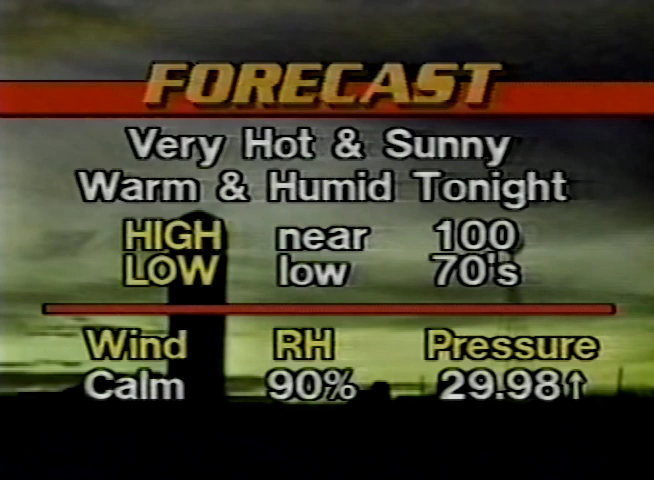 FORECAST
Very Hot & Sunny
Warm & Humid Tonight
HIGH near 100
LOW low 70's
Wind RH Pressure
Calm 90% 29.98↑